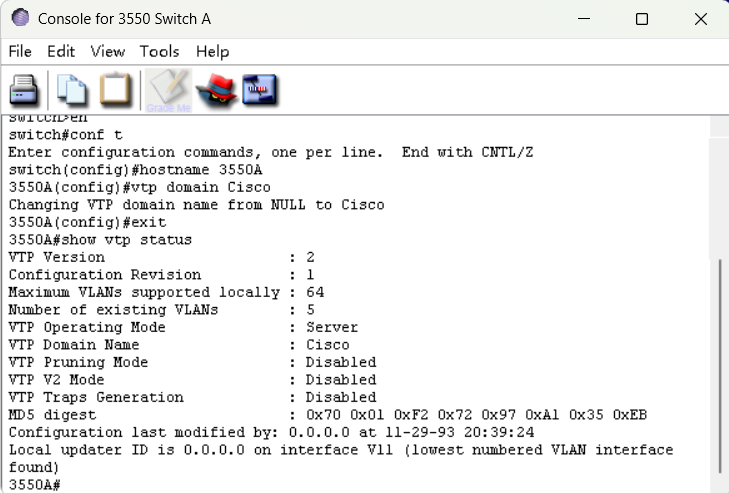 Console for 3550 Switch A
File Edit View Tools Help
Grade Me
switch>en
switch#conf t
Enter configuration commands, one per line.  End with CNTL/Z
switch(config)#hostname 3550A
3550A(config)#vtp domain Cisco
Changing VTP domain name from NULL to Cisco
3550A(config)#exit
3550A#show vtp status
VTP Version                     : 2
Configuration Revision          : 1
Maximum VLANs supported locally : 64
Number of existing VLANs        : 5
VTP Operating Mode              : Server
VTP Domain Name                 : Cisco
VTP Pruning Mode                : Disabled
VTP V2 Mode                     : Disabled
VTP Traps Generation            : Disabled
MD5 digest                      : 0x70 0x01 0xF2 0x72 0x97 0xA1 0x35 0xEB
Configuration last modified by: 0.0.0.0 at 11-29-93 20:39:24
Local updater ID is 0.0.0.0 on interface Vl1 (lowest numbered VLAN interface
found)
3550A#